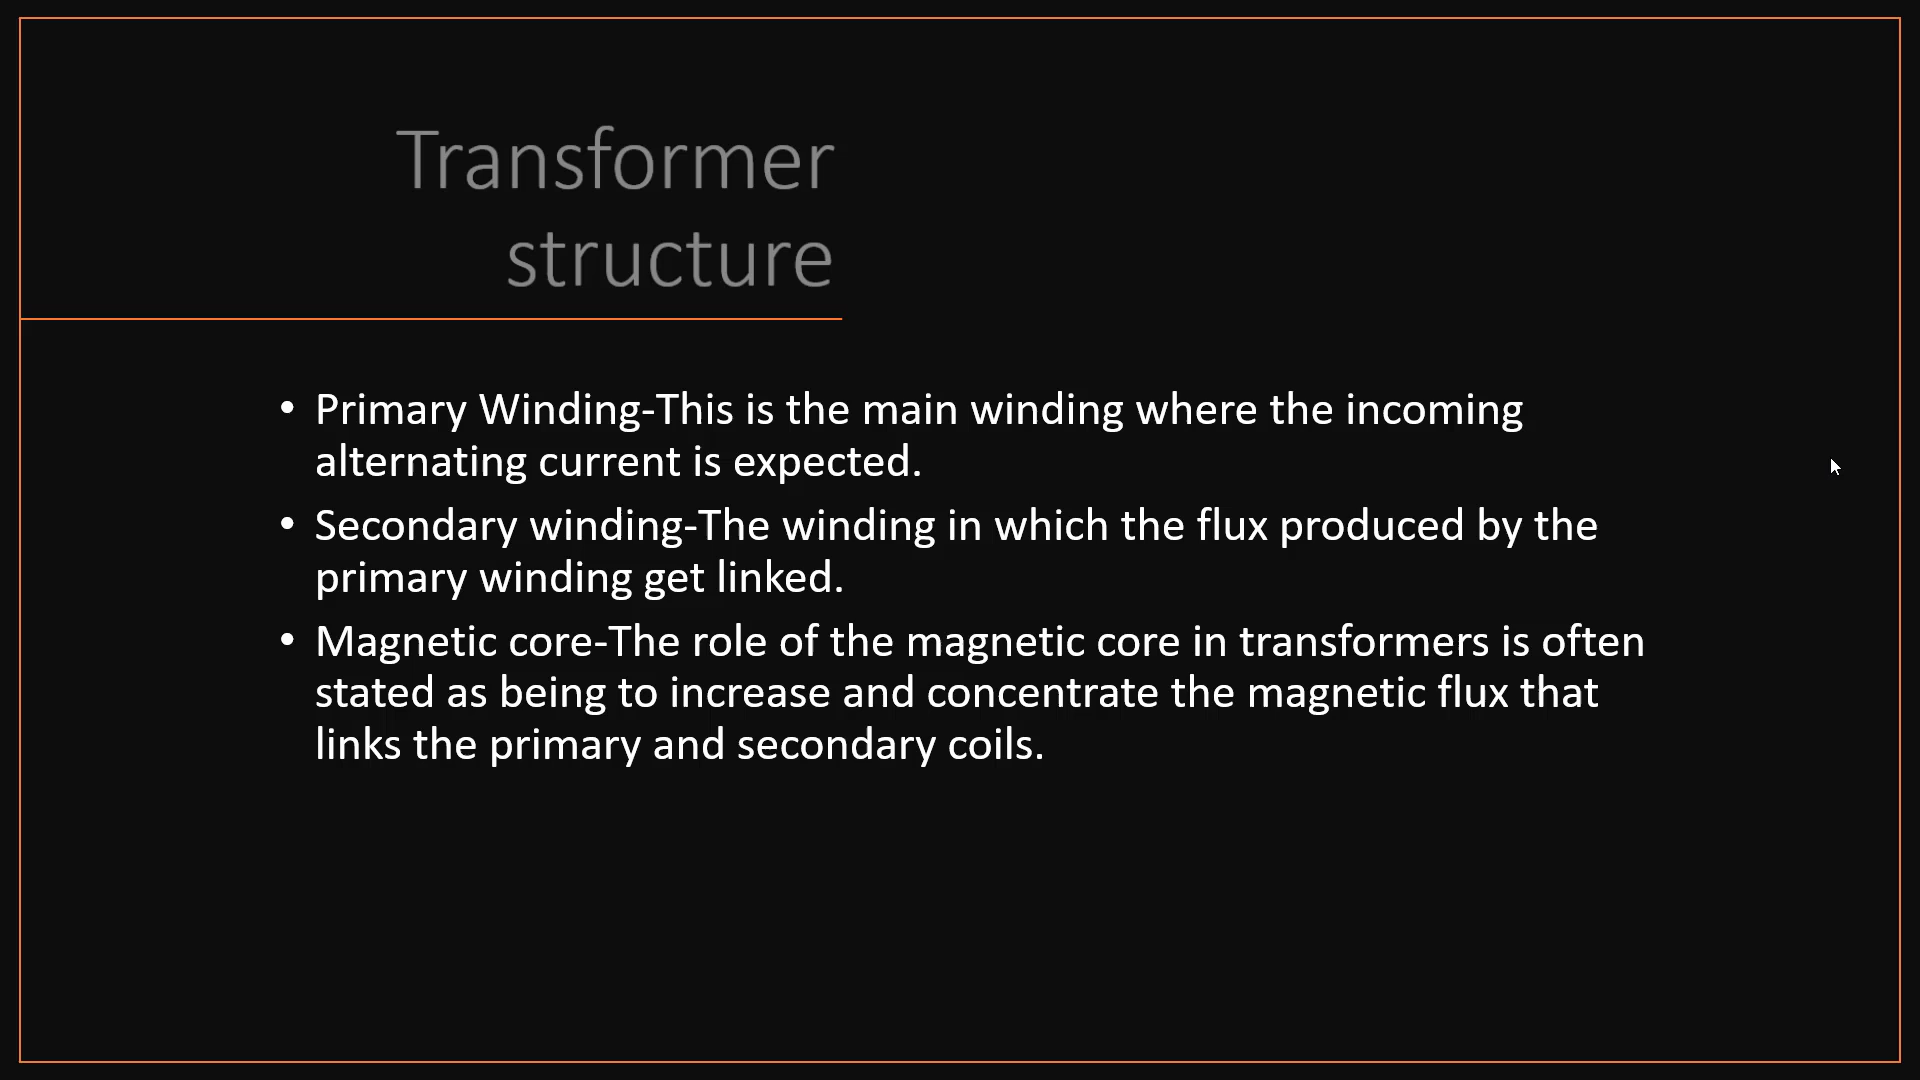 Transformer
structure
• Primary Winding-This is the main winding where the incoming
alternating current is expected.
• Secondary winding-The winding in which the flux produced by the
primary winding get linked.
• Magnetic core-The role of the magnetic core in transformers is often
stated as being to increase and concentrate the magnetic flux that
links the primary and secondary coils.